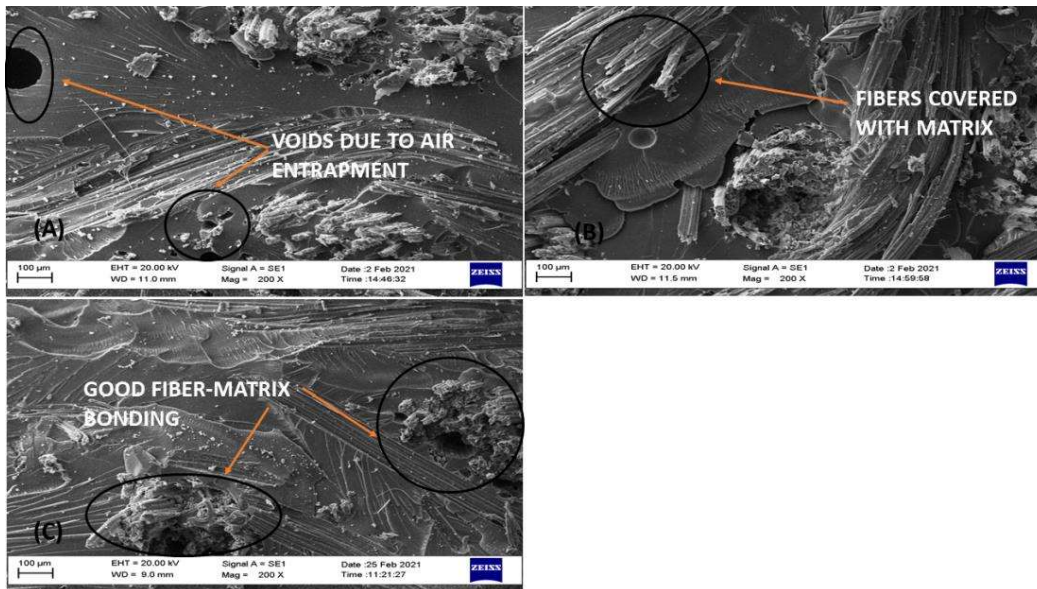 VOIDS DUE TO AIR
ENTRAPMENT
(A)
100 µm
EHT = 20.00 kV
WD = 11.0 mm
Signal A = SE1
Mag = 200 X
Date :2 Feb 2021
Time :14:46:32
ZEISS
FIBERS C0VERED
WITH MATRIX
(B)
100 µm
EHT = 20.00 kV
WD = 11.5 mm
Signal A = SE1
Mag = 200 X
Date :2 Feb 2021
Time :14:59:58
ZEISS
GOOD FIBER-MATRIX
BONDING
(C)
100 µm
EHT = 20.00 kV
WD = 9.0 mm
Signal A = SE1
Mag = 200 X
Date :25 Feb 2021
Time :11:21:27
ZEISS